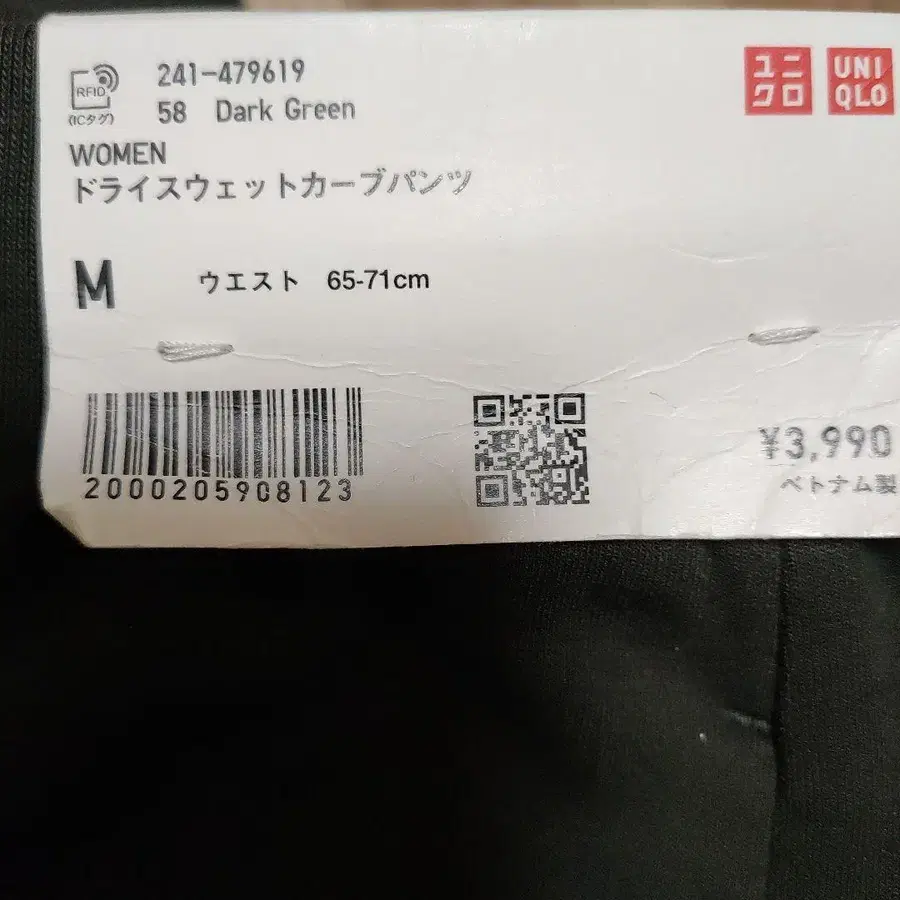 RFID
(ICタグ)
241-479619
58 Dark Green
ユニ
クロ
UNI
QLO
WOMEN
ドライスウェットカーブパンツ
M
ウエスト 65-71cm
2000205908123
¥3,990
ベトナム製